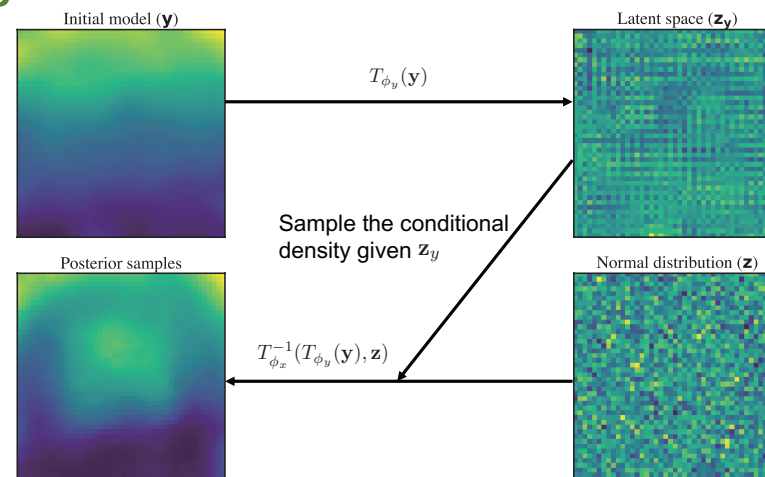 Initial model (y)
Latent space (z_y)
T_{ϕ_y}(y)
Sample the conditional
density given z_y
Posterior samples
Normal distribution (z)
T_{ϕ_x}^{-1}(T_{ϕ_y}(y), z)